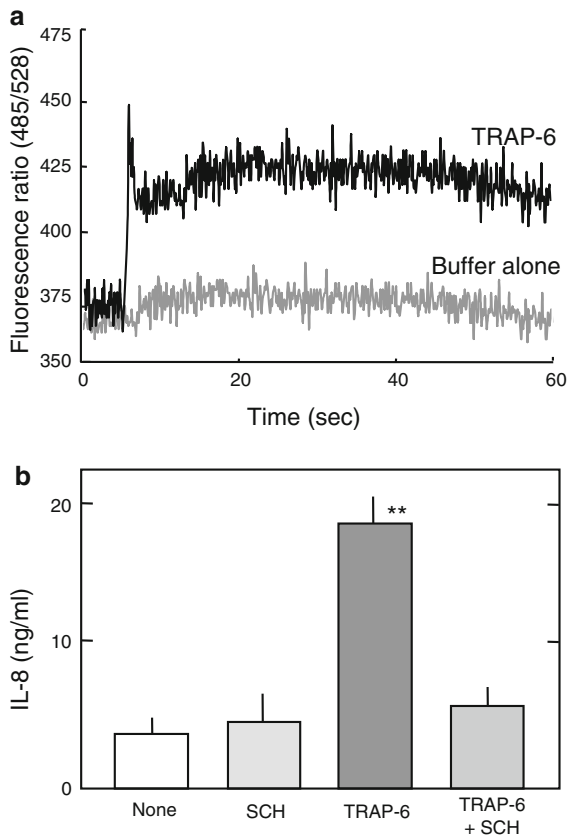 a
475
450
425
400
375
350
Fluorescence ratio (485/528)
TRAP-6
Buffer alone
0
20
40
60
Time (sec)
b
20
10
0
IL-8 (ng/ml)
**
None
SCH
TRAP-6
TRAP-6
+ SCH